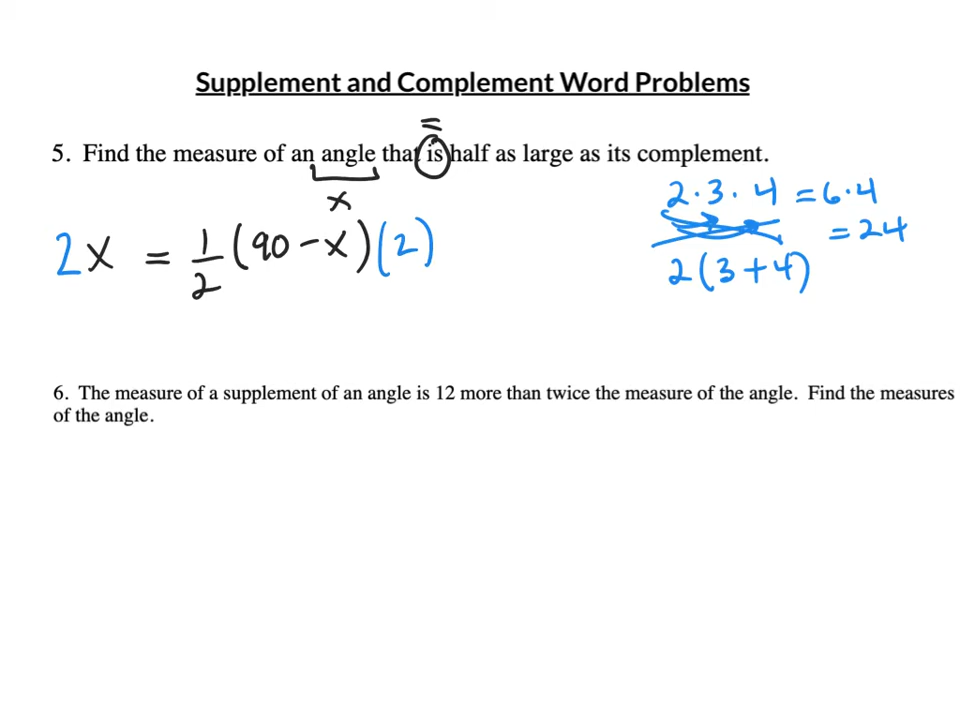 Supplement and Complement Word Problems
=
5. Find the measure of an angle that is half as large as its complement.
x
2 · 3 · 4 = 6 · 4
= 24
2(3+4)
2x = 1/2 (90 - x)(2)
6. The measure of a supplement of an angle is 12 more than twice the measure of the angle. Find the measures
of the angle.